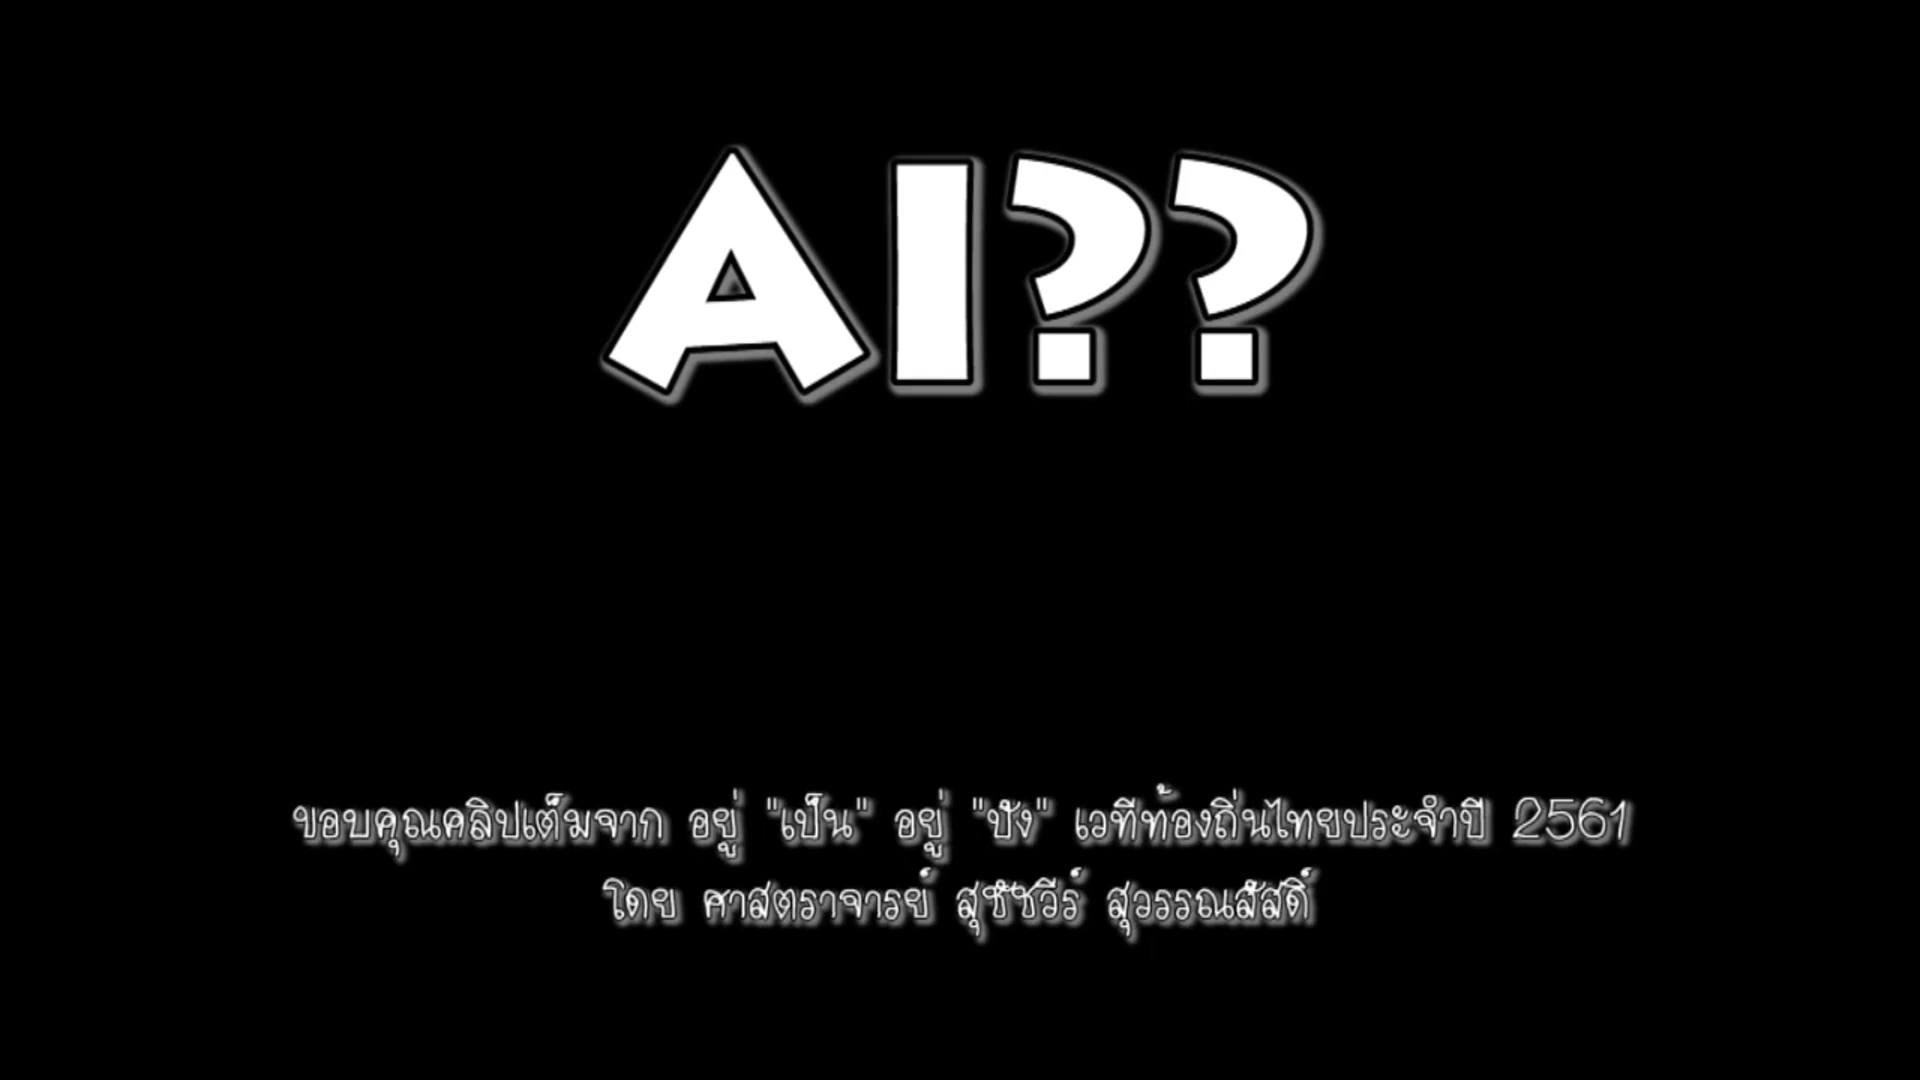 AI??
ขอบคุณคลิปเต็มจาก อยู่ "เป็น" อยู่ "ปัง" เวทีท้องถิ่นไทยประจำปี 2561
โดย ศาสตราจารย์ สุชัชวีร์ สุวรรณสัสดิ์